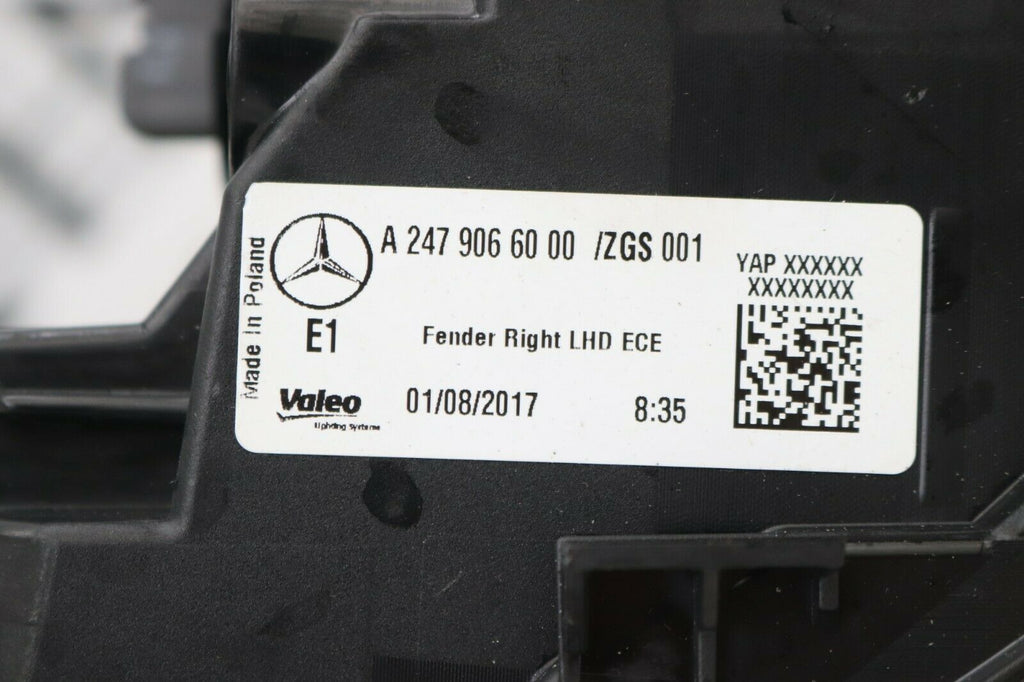 Made In Poland
A 247 906 60 00 /ZGS 001
YAP XXXXXX
XXXXXXXX
E1
Fender Right LHD ECE
Valeo
Lighting Systems
01/08/2017
8:35